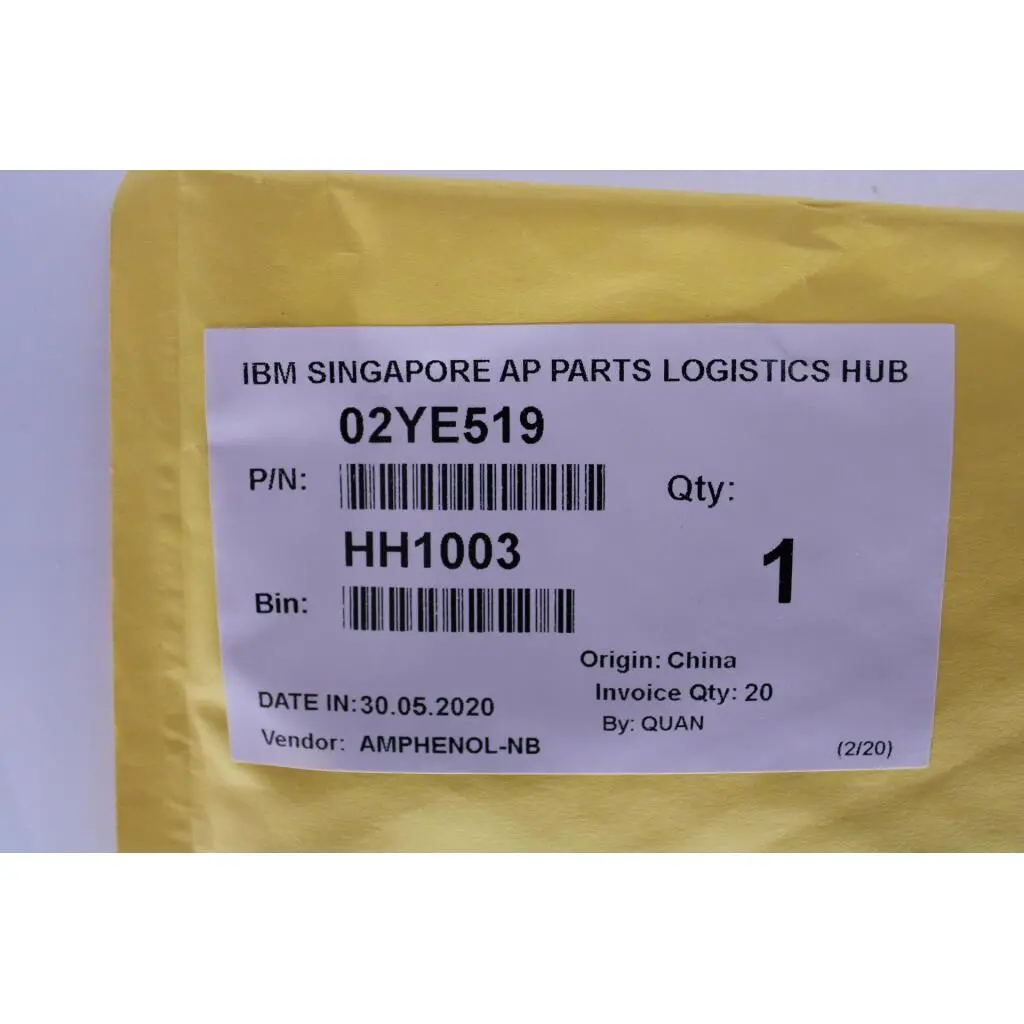 IBM SINGAPORE AP PARTS LOGISTICS HUB
02YE519
P/N:
Qty:
HH1003
1
Bin:
Origin: China
DATE IN:30.05.2020
Invoice Qty: 20
By: QUAN
Vendor: AMPHENOL-NB
(2/20)